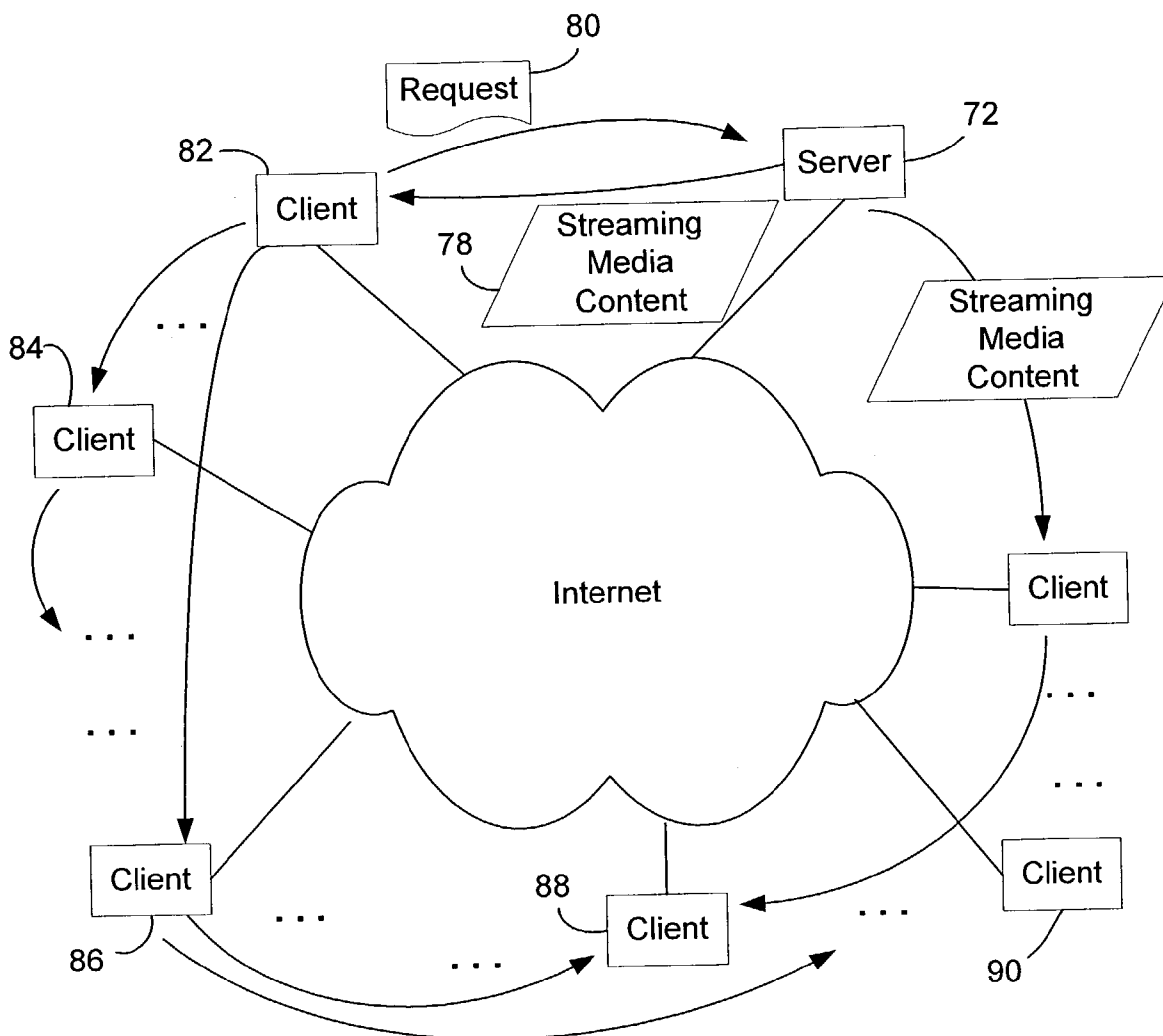 80
Request
72
82
Server
Client
Streaming
Media
Content
78
Streaming
Media
Content
. . .
84
Client
Internet
Client
. . .
. . .
. . .
. . .
Client
Client
88
. . .
Client
. . .
86
. . .
90